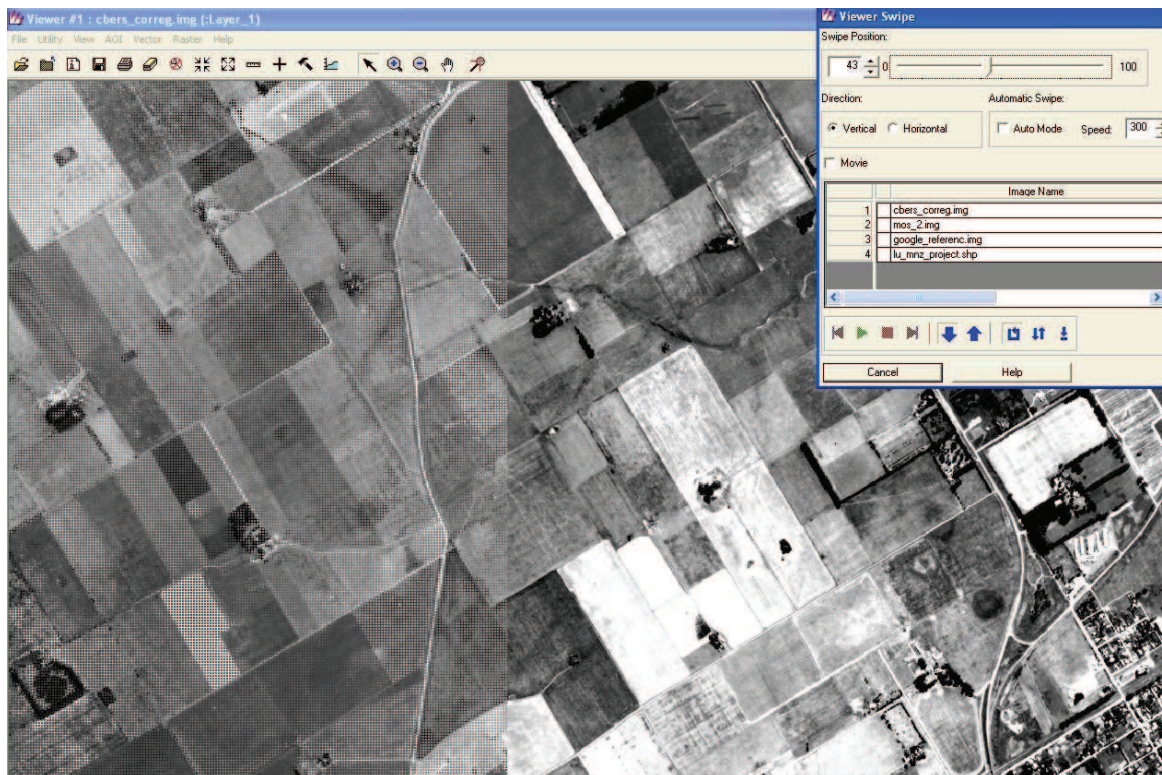 Viewer #1 : cbers_correg.img (:Layer_1)
File Utility View AOI Vector Raster Help
Viewer Swipe
Swipe Position:
43 0 100
Direction: Automatic Swipe:
Vertical Horizontal Auto Mode Speed: 300
Movie
Image Name
1 cbers_correg.img
2 mos_2.img
3 google_referenc.img
4 lu_mnz_project.shp
Cancel Help